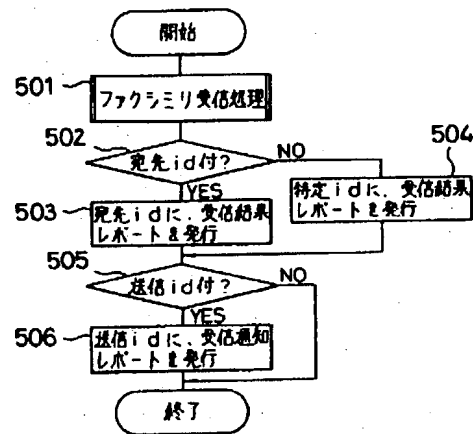 開始
501
ファクシミリ受信処理
502
宛先id付?
NO
504
YES
特定idに、受信結果
レポートを発行
503
宛先idに、受信結果
レポートを発行
505
送信id付?
NO
YES
506
送信idに、受信通知
レポートを発行
終了